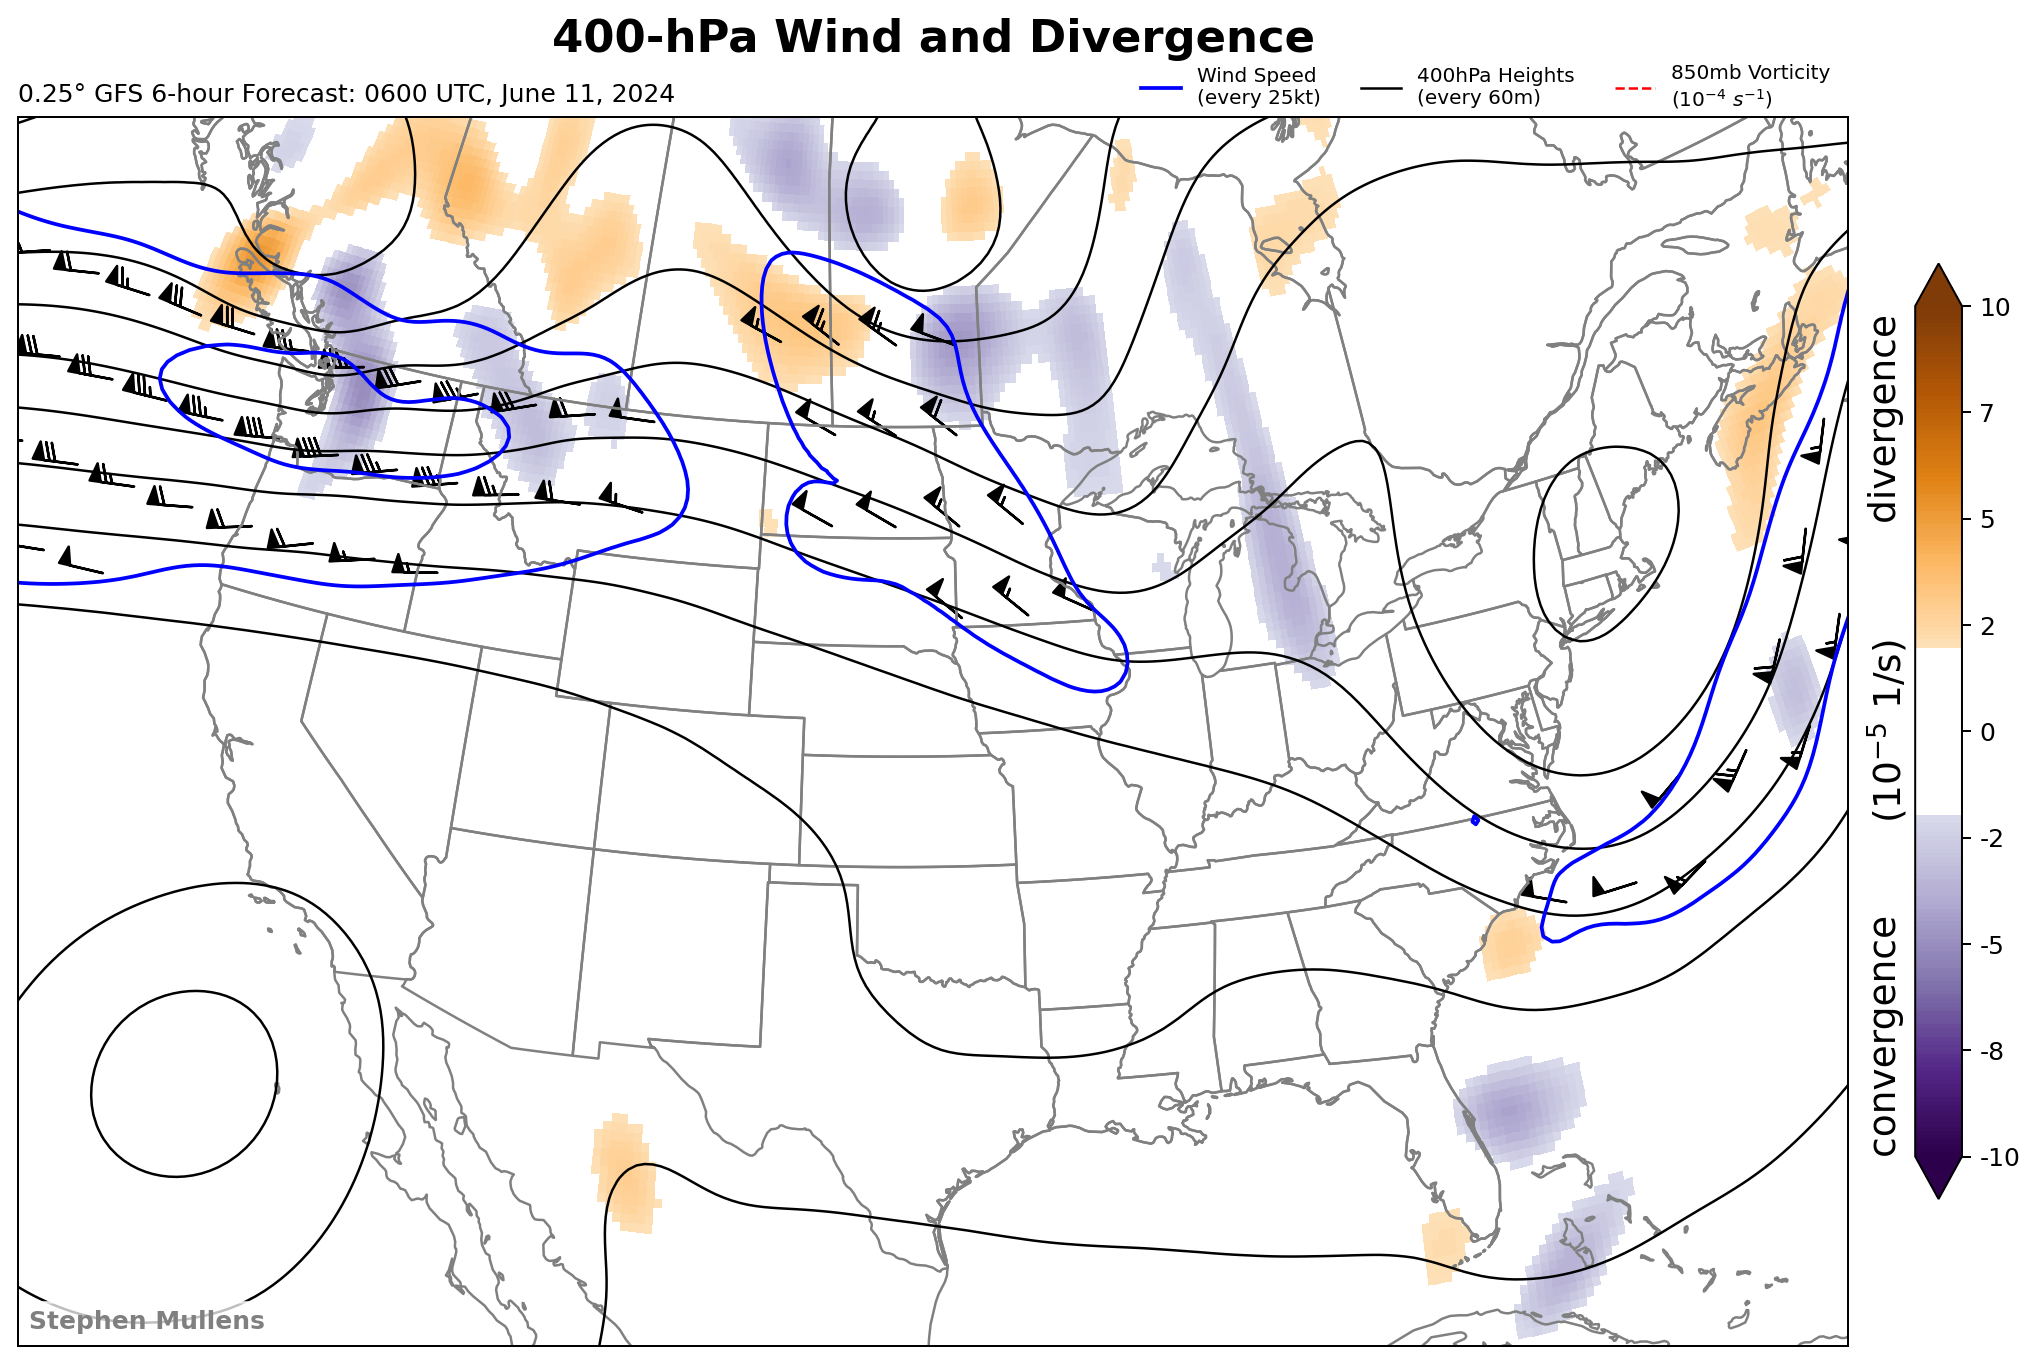 400-hPa Wind and Divergence
0.25° GFS 6-hour Forecast: 0600 UTC, June 11, 2024
Wind Speed
(every 25kt)
400hPa Heights
(every 60m)
850mb Vorticity
(10⁻⁴ s⁻¹)
10
7
5
2
0
-2
-5
-8
-10
convergence (10⁻⁵ 1/s) divergence
Stephen Mullens